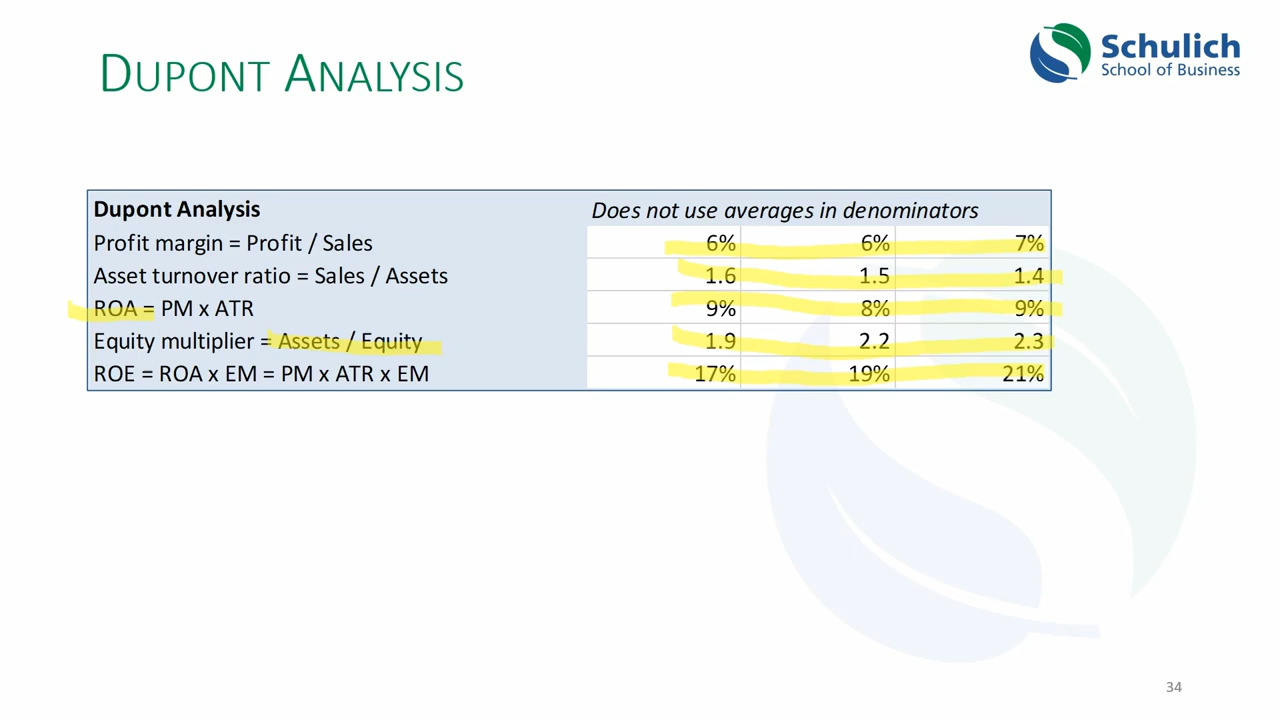 DUPONT ANALYSIS
Schulich
School of Business
Dupont Analysis Does not use averages in denominators
Profit margin = Profit / Sales 6% 6% 7%
Asset turnover ratio = Sales / Assets 1.6 1.5 1.4
ROA = PM x ATR 9% 8% 9%
Equity multiplier = Assets / Equity 1.9 2.2 2.3
ROE = ROA x EM = PM x ATR x EM 17% 19% 21%
34